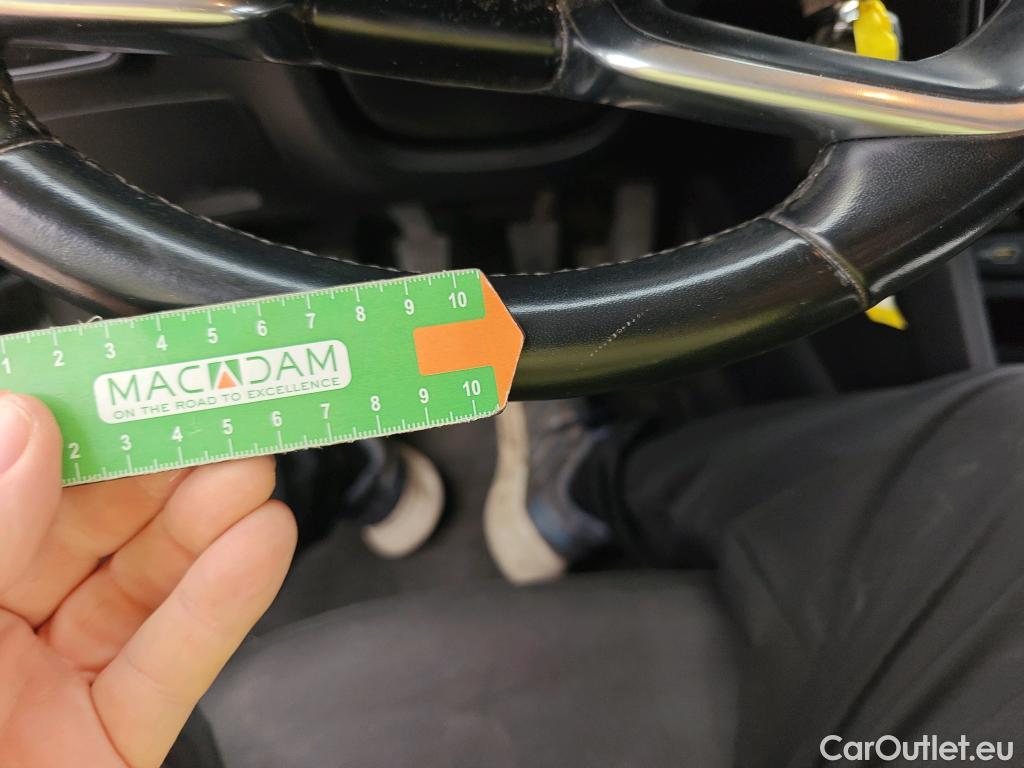 1 2 3 4 5 6 7 8 9 10
MACADAM
ON THE ROAD TO EXCELLENCE
2 3 4 5 6 7 8 9 10
CarOutlet.eu